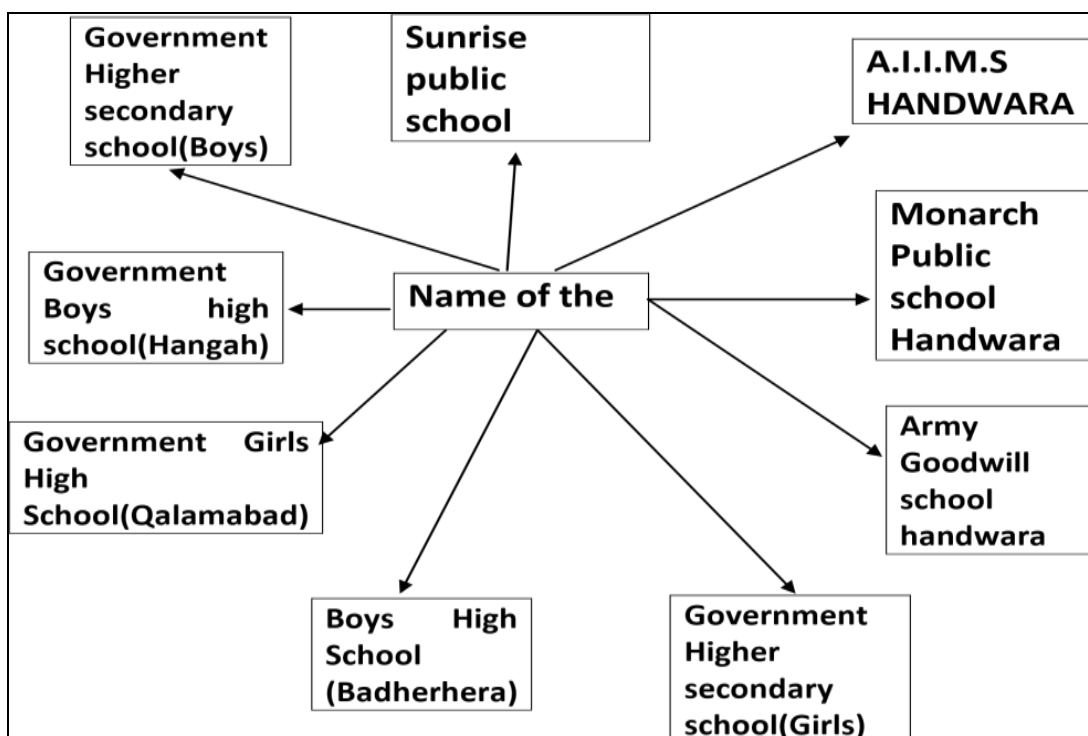 Government
Higher
secondary
school(Boys)
Sunrise
public
school
A.I.I.M.S
HANDWARA
Monarch
Public
school
Handwara
Government
Boys high
school(Hangah)
Name of the
Government Girls
High
School(Qalamabad)
Army
Goodwill
school
handwara
Boys High
School
(Badherhera)
Government
Higher
secondary
school(Girls)